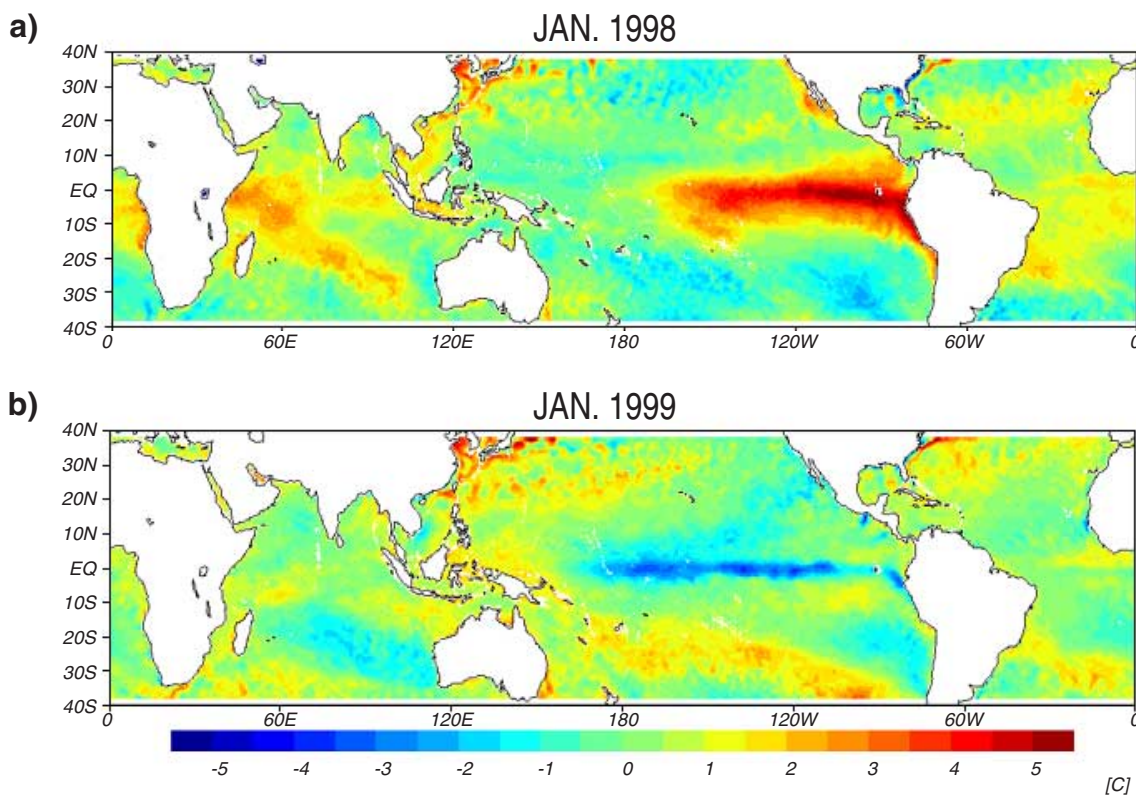 a)
JAN. 1998
40N
30N
20N
10N
EQ
10S
20S
30S
40S
0 60E 120E 180 120W 60W 0
b)
JAN. 1999
40N
30N
20N
10N
EQ
10S
20S
30S
40S
0 60E 120E 180 120W 60W 0
-5 -4 -3 -2 -1 0 1 2 3 4 5
[C]